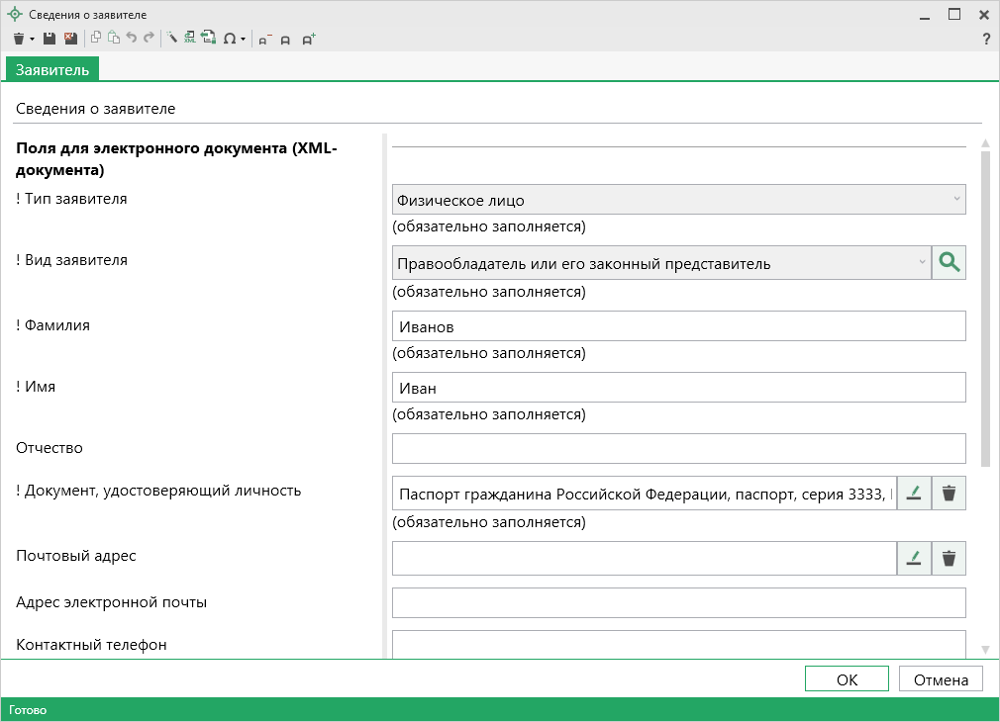 Сведения о заявителе
?
Заявитель
Сведения о заявителе
Поля для электронного документа (XML-
документа)
! Тип заявителя
Физическое лицо
(обязательно заполняется)
! Вид заявителя
Правообладатель или его законный представитель
(обязательно заполняется)
! Фамилия
Иванов
(обязательно заполняется)
! Имя
Иван
(обязательно заполняется)
Отчество
! Документ, удостоверяющий личность
Паспорт гражданина Российской Федерации, паспорт, серия 3333,
(обязательно заполняется)
Почтовый адрес
Адрес электронной почты
Контактный телефон
ОК
Отмена
Готово